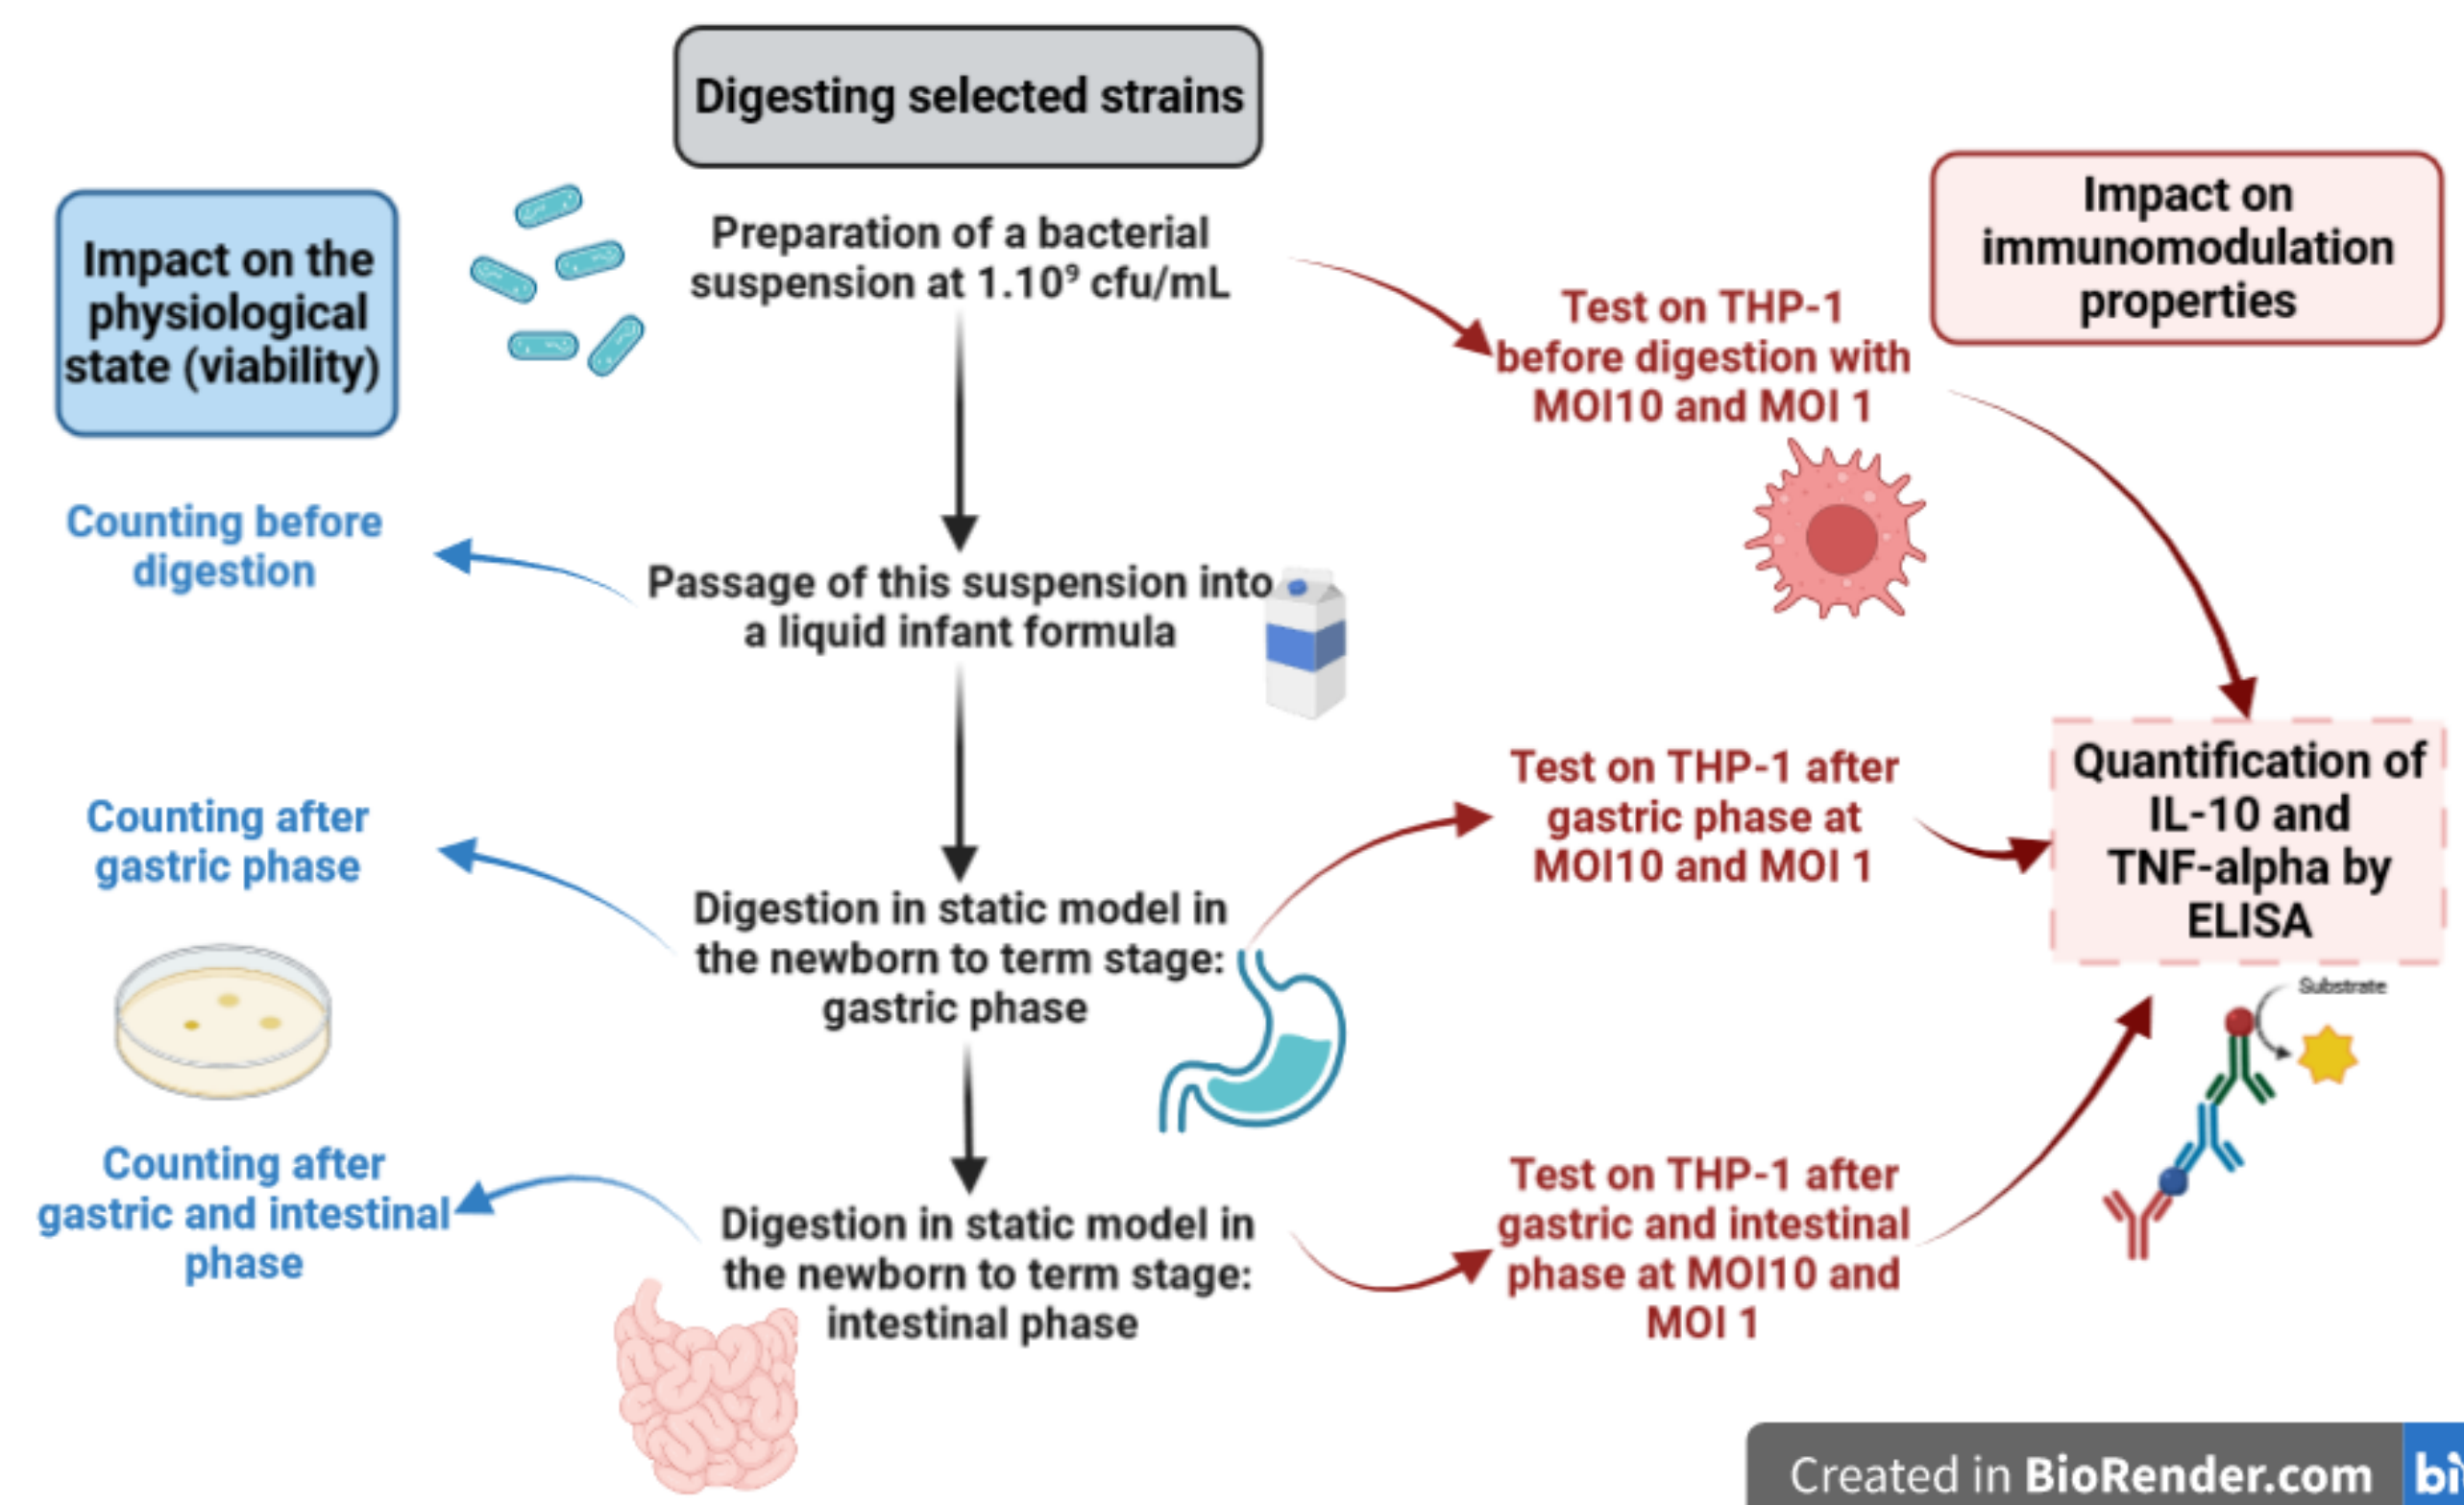 Digesting selected strains
Impact on the
physiological
state (viability)
Preparation of a bacterial
suspension at 1.10⁹ cfu/mL
Impact on
immunomodulation
properties
Test on THP-1
before digestion with
MOI10 and MOI 1
Counting before
digestion
Passage of this suspension into
a liquid infant formula
Counting after
gastric phase
Test on THP-1 after
gastric phase at
MOI10 and MOI 1
Quantification of
IL-10 and
TNF-alpha by
ELISA
Digestion in static model in
the newborn to term stage:
gastric phase
Substrate
Counting after
gastric and intestinal
phase
Digestion in static model in
the newborn to term stage:
intestinal phase
Test on THP-1 after
gastric and intestinal
phase at MOI10 and
MOI 1
Created in BioRender.com